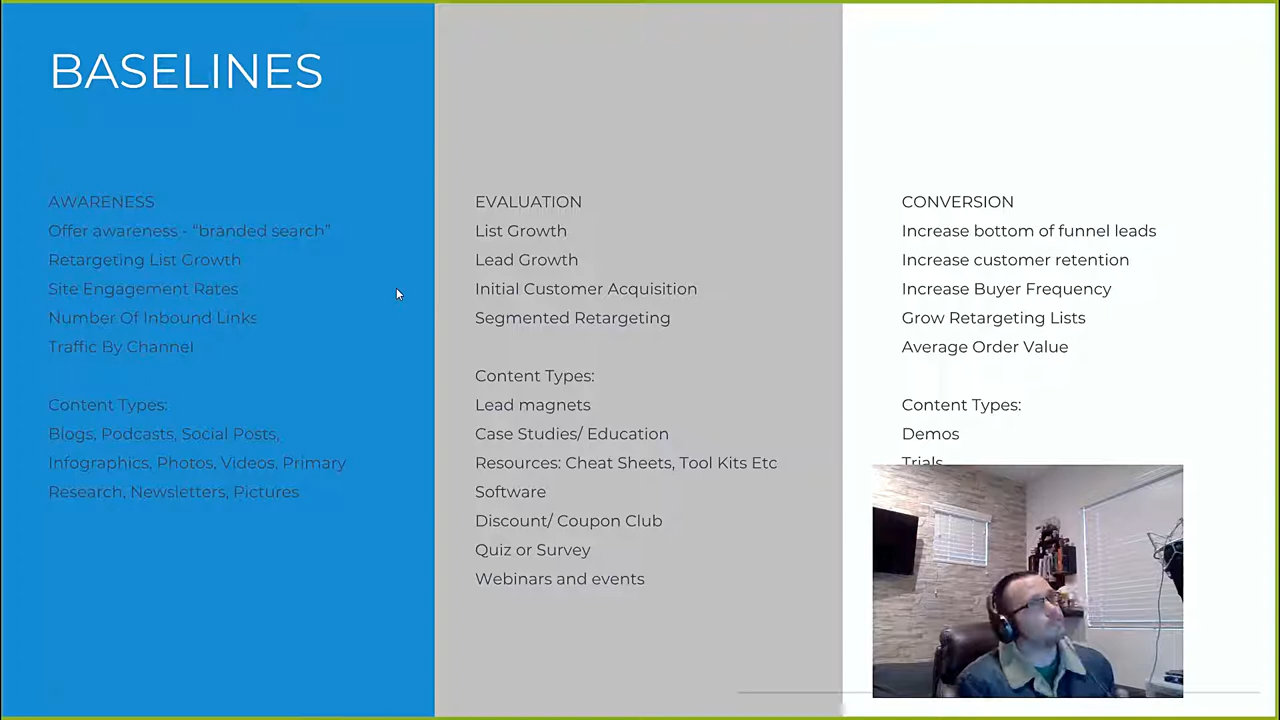 BASELINES
AWARENESS
Offer awareness - “branded search”
Retargeting List Growth
Site Engagement Rates
Number Of Inbound Links
Traffic By Channel
Content Types:
Blogs, Podcasts, Social Posts,
Infographics, Photos, Videos, Primary
Research, Newsletters, Pictures
EVALUATION
List Growth
Lead Growth
Initial Customer Acquisition
Segmented Retargeting
Content Types:
Lead magnets
Case Studies/ Education
Resources: Cheat Sheets, Tool Kits Etc
Software
Discount/ Coupon Club
Quiz or Survey
Webinars and events
CONVERSION
Increase bottom of funnel leads
Increase customer retention
Increase Buyer Frequency
Grow Retargeting Lists
Average Order Value
Content Types:
Demos
Trials